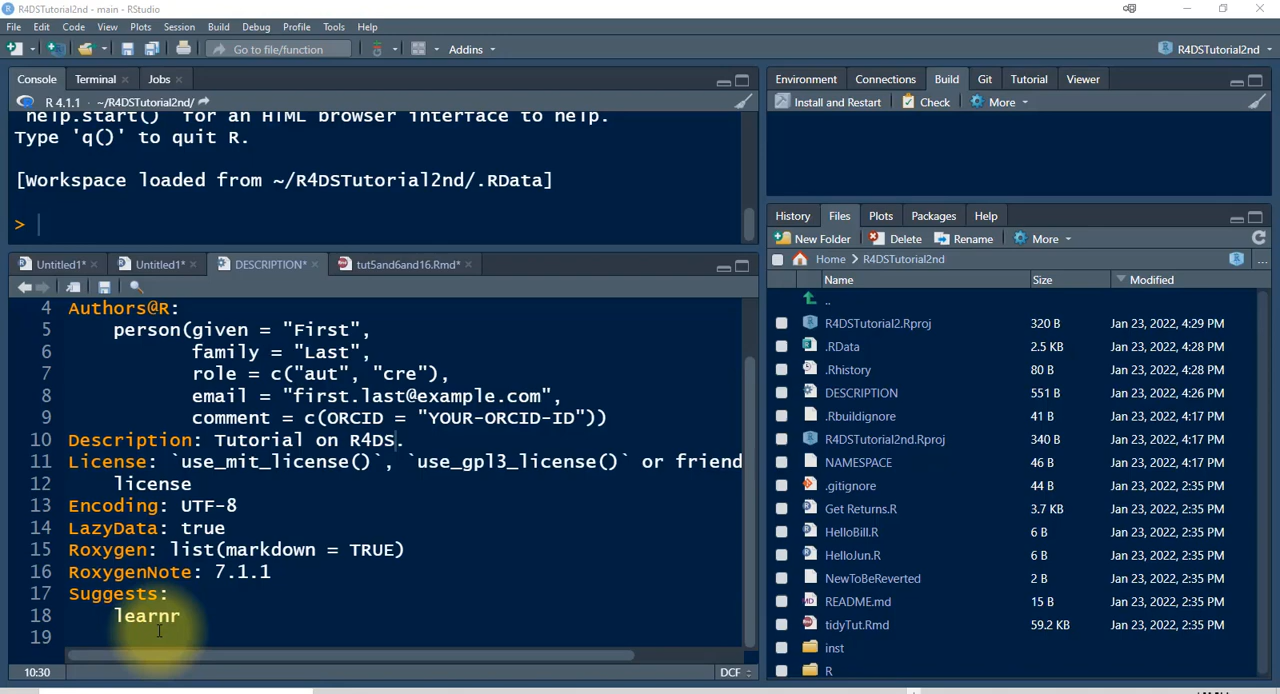 R4DSTutorial2nd - main - RStudio
File Edit Code View Plots Session Build Debug Profile Tools Help
Go to file/function Addins R4DSTutorial2nd
Console Terminal Jobs
R 4.1.1 · ~/R4DSTutorial2nd/
'help.start()' for an HTML browser interface to help.
Type 'q()' to quit R.
[Workspace loaded from ~/R4DSTutorial2nd/.RData]
>
Untitled1* Untitled1* DESCRIPTION* tut5and6and16.Rmd*
4 Authors@R:
5 person(given = "First",
6 family = "Last",
7 role = c("aut", "cre"),
8 email = "first.last@example.com",
9 comment = c(ORCID = "YOUR-ORCID-ID"))
10 Description: Tutorial on R4DS.
11 License: `use_mit_license()`, `use_gpl3_license()` or friend
12 license
13 Encoding: UTF-8
14 LazyData: true
15 Roxygen: list(markdown = TRUE)
16 RoxygenNote: 7.1.1
17 Suggests:
18 learnr
19
10:30 DCF
Environment Connections Build Git Tutorial Viewer
Install and Restart Check More
History Files Plots Packages Help
New Folder Delete Rename More
Home R4DSTutorial2nd ...
Name Size Modified
..
R4DSTutorial2.Rproj 320 B Jan 23, 2022, 4:29 PM
.RData 2.5 KB Jan 23, 2022, 4:28 PM
.Rhistory 80 B Jan 23, 2022, 4:28 PM
DESCRIPTION 551 B Jan 23, 2022, 4:26 PM
.Rbuildignore 41 B Jan 23, 2022, 4:17 PM
R4DSTutorial2nd.Rproj 340 B Jan 23, 2022, 4:17 PM
NAMESPACE 46 B Jan 23, 2022, 4:17 PM
.gitignore 44 B Jan 23, 2022, 2:35 PM
Get Returns.R 3.7 KB Jan 23, 2022, 2:35 PM
HelloBill.R 6 B Jan 23, 2022, 2:35 PM
HelloJun.R 6 B Jan 23, 2022, 2:35 PM
NewToBeReverted 2 B Jan 23, 2022, 2:35 PM
README.md 15 B Jan 23, 2022, 2:35 PM
tidyTut.Rmd 59.2 KB Jan 23, 2022, 2:35 PM
inst
R